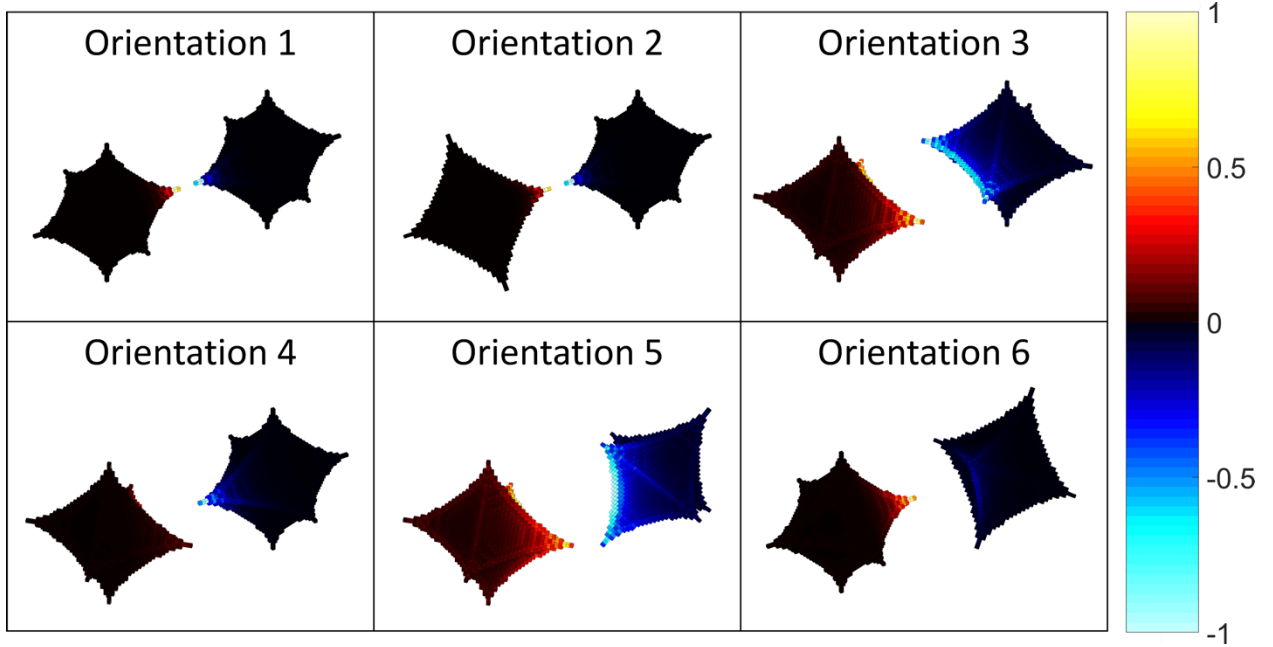 Orientation 1
Orientation 2
Orientation 3
Orientation 4
Orientation 5
Orientation 6
1
0.5
0
-0.5
-1